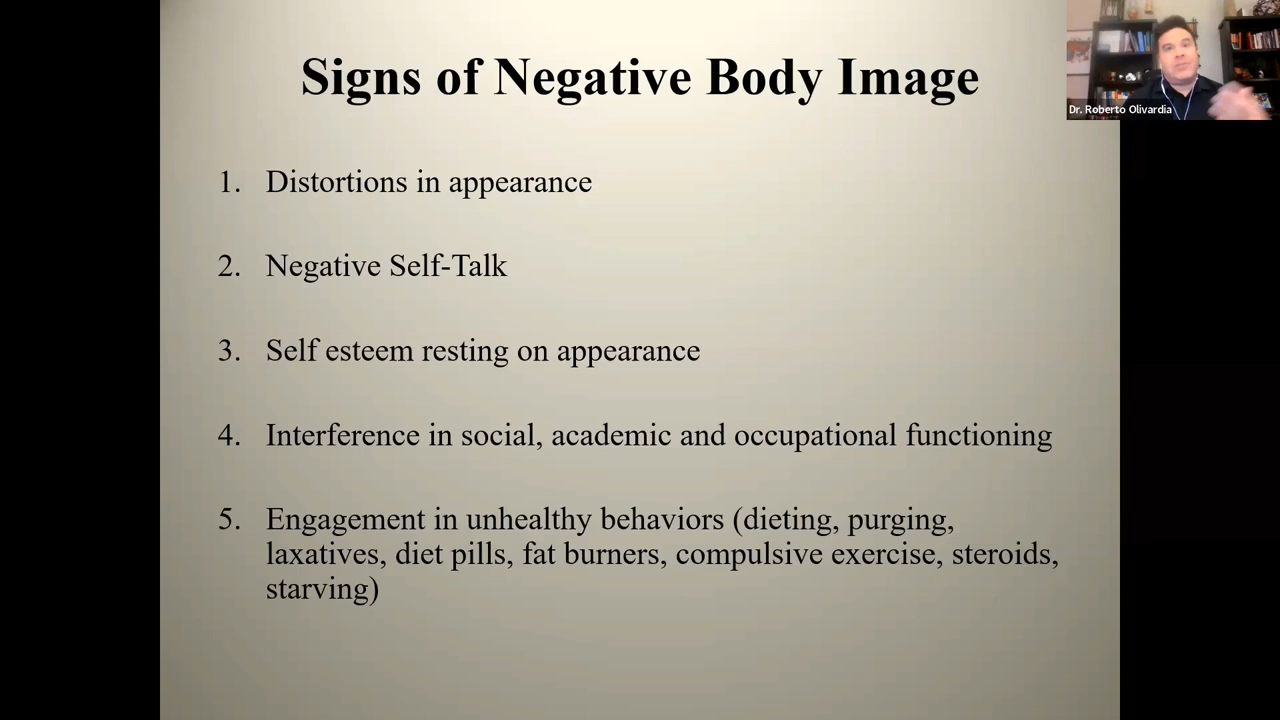 Signs of Negative Body Image
Dr. Roberto Olivardia
1. Distortions in appearance
2. Negative Self-Talk
3. Self esteem resting on appearance
4. Interference in social, academic and occupational functioning
5. Engagement in unhealthy behaviors (dieting, purging,
laxatives, diet pills, fat burners, compulsive exercise, steroids,
starving)